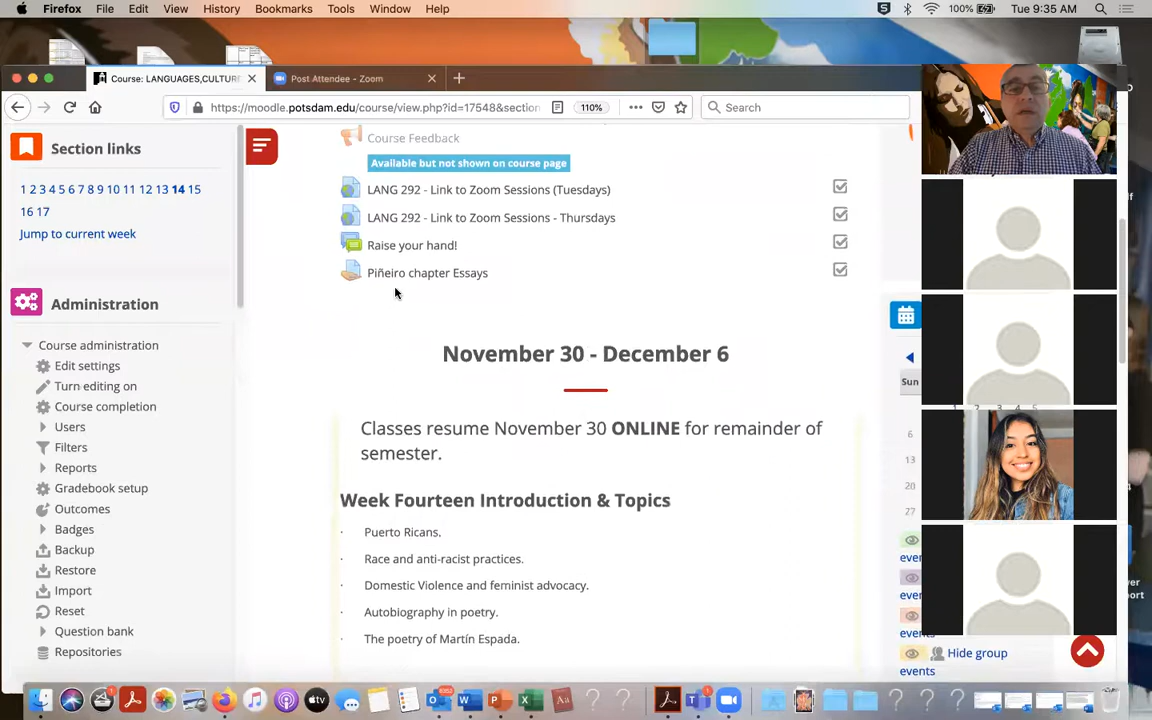 Firefox File Edit View History Bookmarks Tools Window Help
100% Tue 9:35 AM
Course: LANGUAGES,CULTUR
Post Attendee - Zoom
https://moodle.potsdam.edu/course/view.php?id=17548&section
110%
Search
Section links
1 2 3 4 5 6 7 8 9 10 11 12 13 14 15
16 17
Jump to current week
Administration
Course administration
Edit settings
Turn editing on
Course completion
Users
Filters
Reports
Gradebook setup
Outcomes
Badges
Backup
Restore
Import
Reset
Question bank
Repositories
Course Feedback
Available but not shown on course page
LANG 292 - Link to Zoom Sessions (Tuesdays)
LANG 292 - Link to Zoom Sessions - Thursdays
Raise your hand!
Piñeiro chapter Essays
November 30 - December 6
Classes resume November 30 ONLINE for remainder of
semester.
Week Fourteen Introduction & Topics
· Puerto Ricans.
· Race and anti-racist practices.
· Domestic Violence and feminist advocacy.
· Autobiography in poetry.
· The poetry of Martín Espada.
Sun
6
13
20
27
even
even
even
events
Hide group